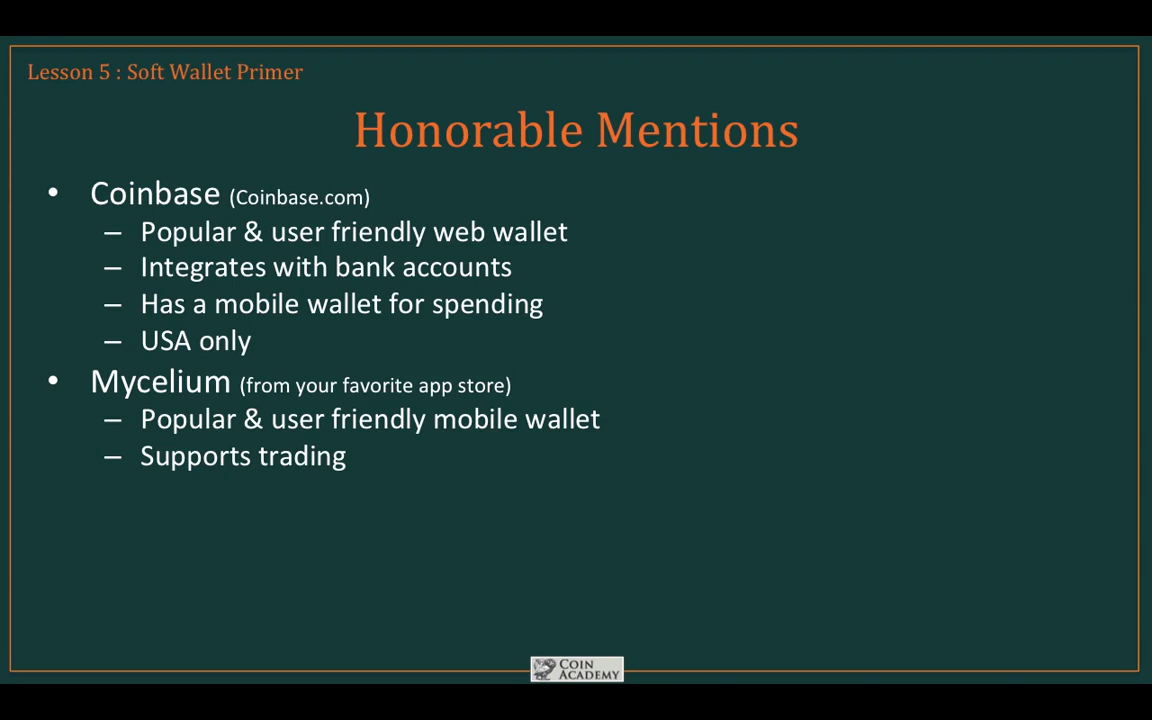 Lesson 5 : Soft Wallet Primer
Honorable Mentions
• Coinbase (Coinbase.com)
– Popular & user friendly web wallet
– Integrates with bank accounts
– Has a mobile wallet for spending
– USA only
• Mycelium (from your favorite app store)
– Popular & user friendly mobile wallet
– Supports trading
COIN
ACADEMY